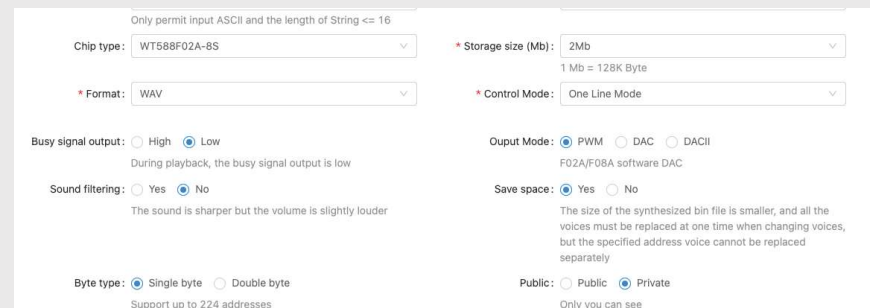 Only permit input ASCII and the length of String <= 16
Chip type: WT588F02A-8S
* Storage size (Mb): 2Mb
1 Mb = 128K Byte
* Format: WAV
* Control Mode: One Line Mode
Busy signal output: High Low
During playback, the busy signal output is low
Ouput Mode: PWM DAC DACII
F02A/F08A software DAC
Sound filtering: Yes No
The sound is sharper but the volume is slightly louder
Save space: Yes No
The size of the synthesized bin file is smaller, and all the
voices must be replaced at one time when changing voices,
but the specified address voice cannot be replaced
separately
Byte type: Single byte Double byte
Support up to 224 addresses
Public: Public Private
Only you can see